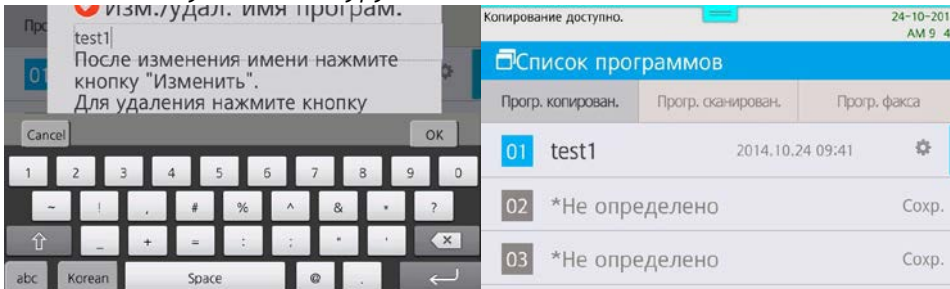 Изм./удал. имя програм.
test1
После изменения имени нажмите
кнопку "Изменить".
Для удаления нажмите кнопку
Cancel OK
1 2 3 4 5 6 7 8 9 0
~ ! , # % ^ & * ?
_ + = : ; " '
abc Korean Space @ .
Копирование доступно. 24-10-201
AM 9 4
Список программов
Прогр. копирован. Прогр. сканирован. Прогр. факса
01 test1 2014.10.24 09:41
02 *Не определено Сохр.
03 *Не определено Сохр.